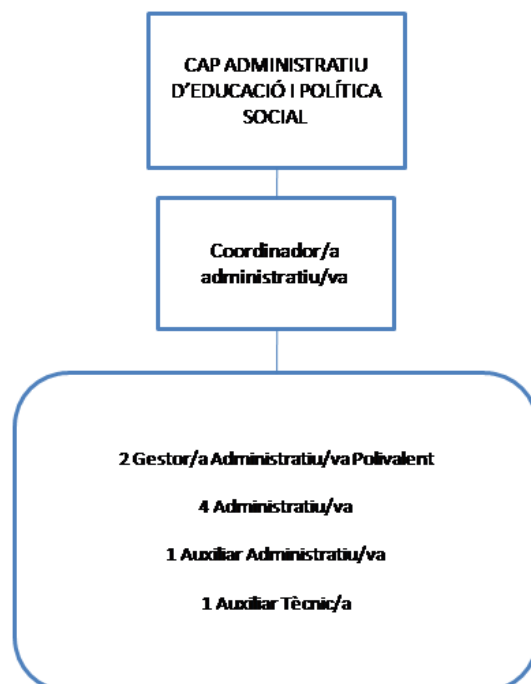 CAP ADMINISTRATIU
D'EDUCACIÓ I POLÍTICA
SOCIAL
Coordinador/a
administratiu/va
2 Gestor/a Administratiu/va Polivalent
4 Administratiu/va
1 Auxiliar Administratiu/va
1 Auxiliar Tècnic/a